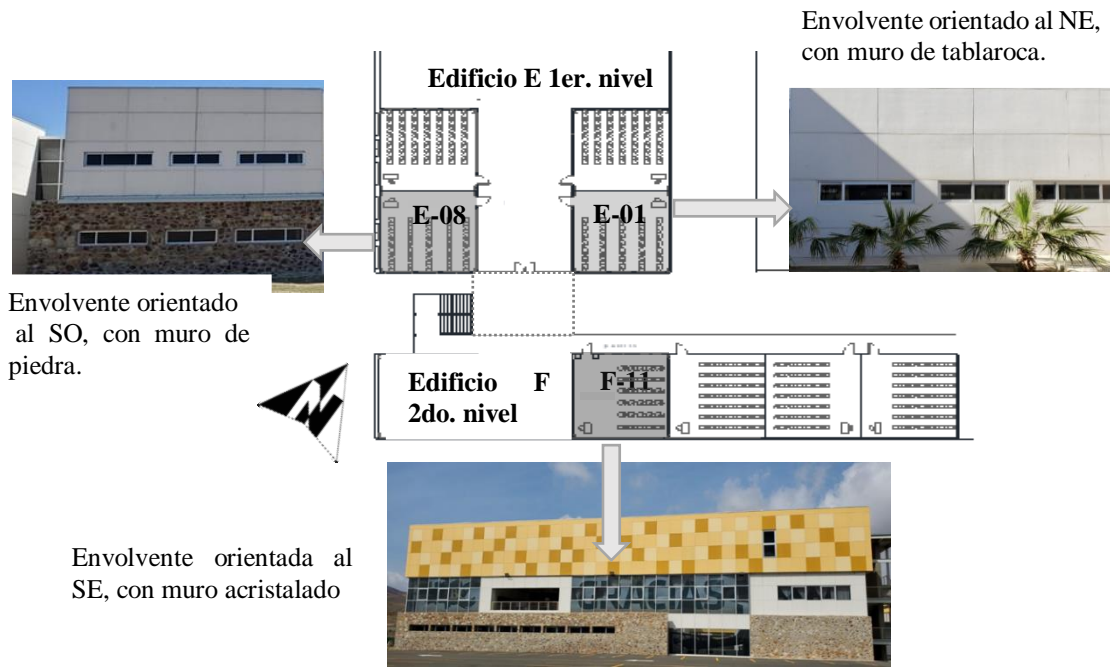 Envolvente orientado al NE,
con muro de tablaroca.
Edificio E 1er. nivel
E-08
E-01
Envolvente orientado
al SO, con muro de
piedra.
Edificio F
2do. nivel
F-11
N
GRACIAS
Envolvente orientada al
SE, con muro acristalado